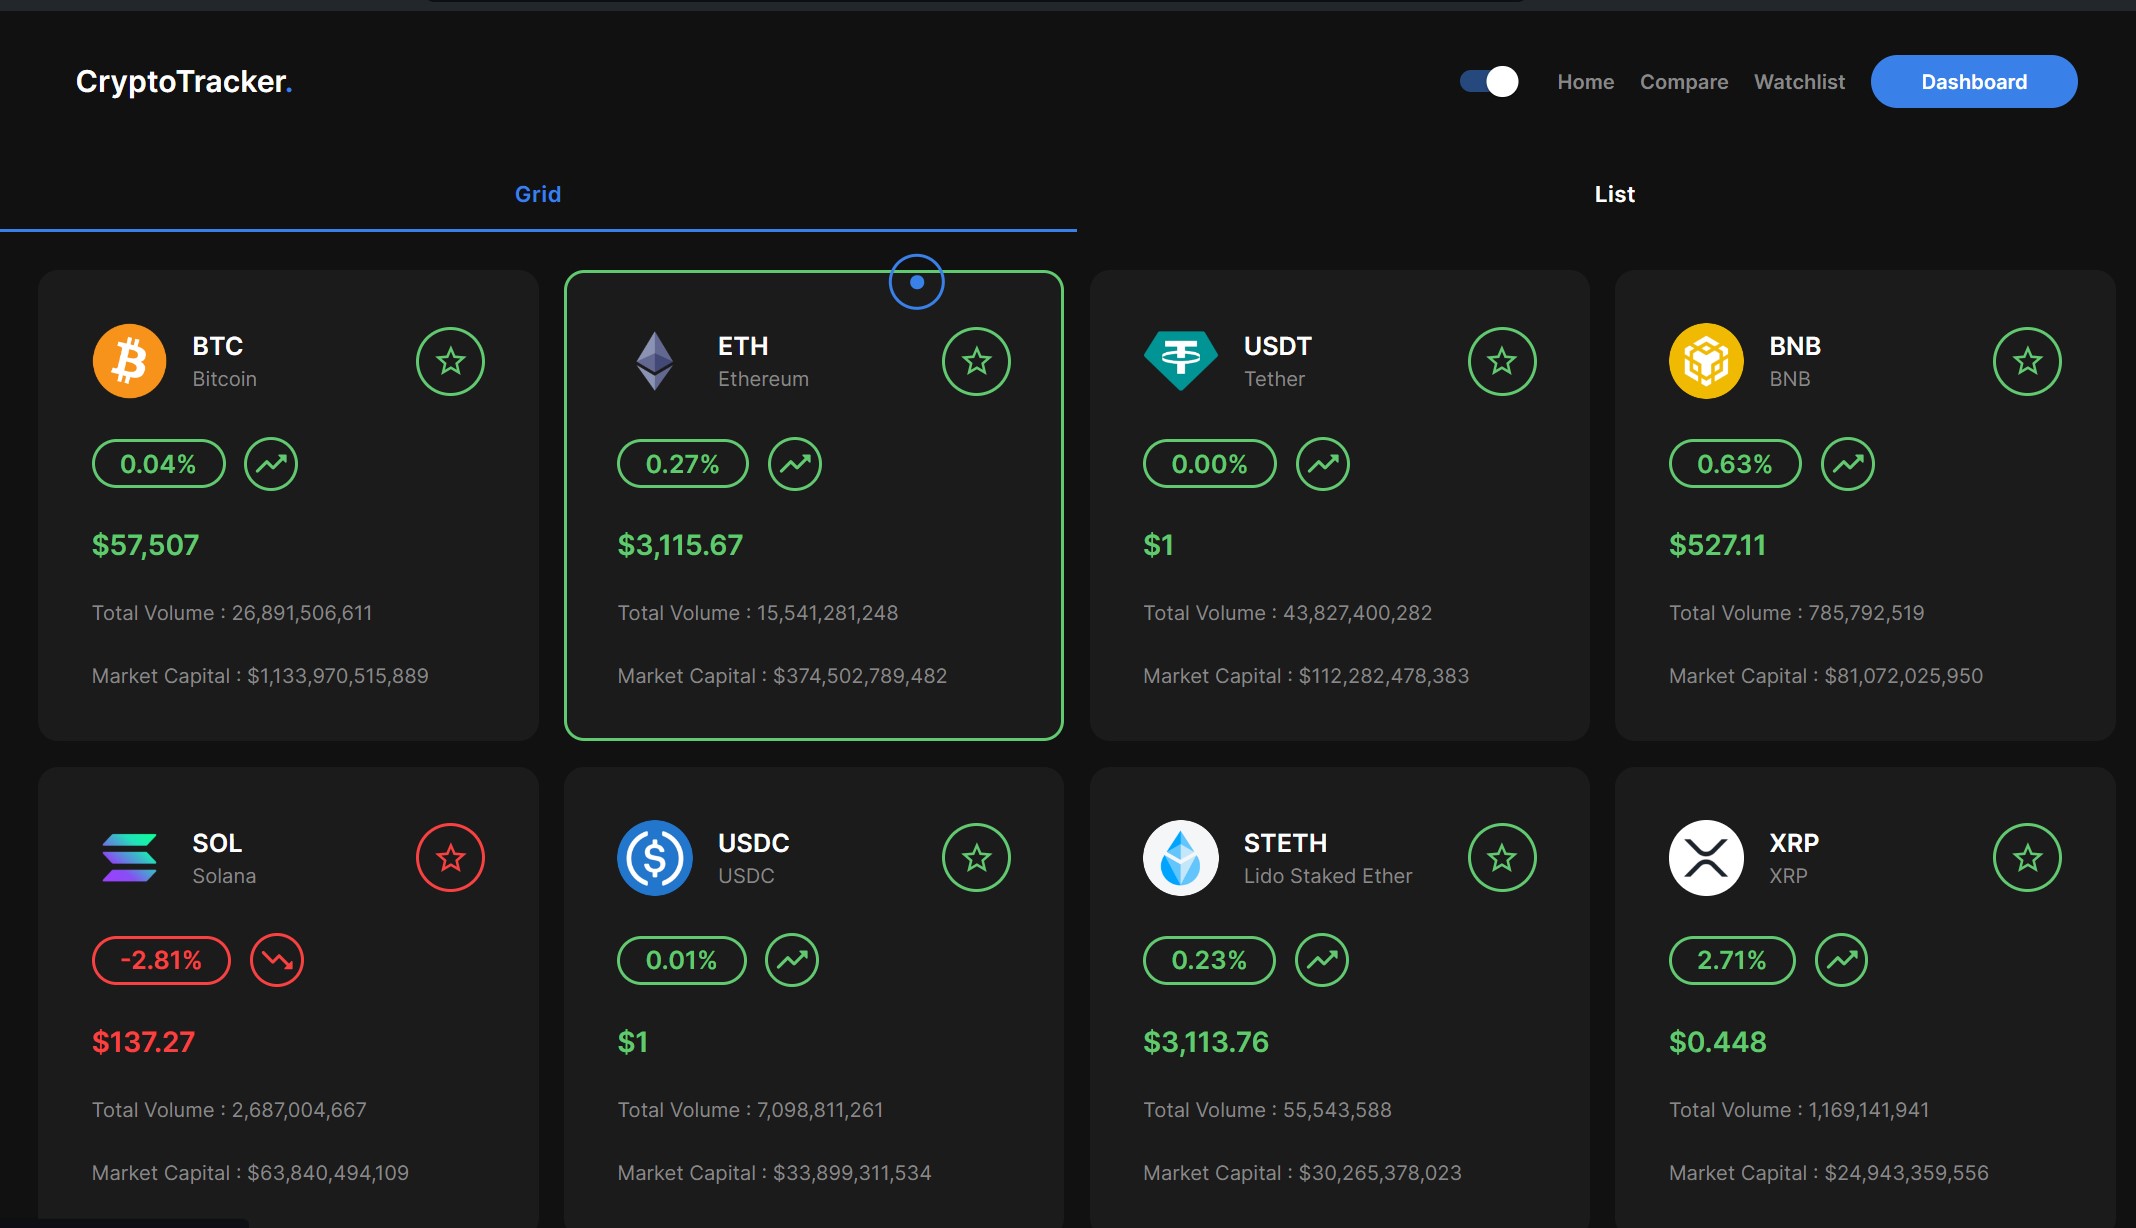 CryptoTracker.
Home Compare Watchlist Dashboard
Grid List
BTC
Bitcoin
0.04%
$57,507
Total Volume : 26,891,506,611
Market Capital : $1,133,970,515,889
ETH
Ethereum
0.27%
$3,115.67
Total Volume : 15,541,281,248
Market Capital : $374,502,789,482
USDT
Tether
0.00%
$1
Total Volume : 43,827,400,282
Market Capital : $112,282,478,383
BNB
BNB
0.63%
$527.11
Total Volume : 785,792,519
Market Capital : $81,072,025,950
SOL
Solana
-2.81%
$137.27
Total Volume : 2,687,004,667
Market Capital : $63,840,494,109
USDC
USDC
0.01%
$1
Total Volume : 7,098,811,261
Market Capital : $33,899,311,534
STETH
Lido Staked Ether
0.23%
$3,113.76
Total Volume : 55,543,588
Market Capital : $30,265,378,023
XRP
XRP
2.71%
$0.448
Total Volume : 1,169,141,941
Market Capital : $24,943,359,556